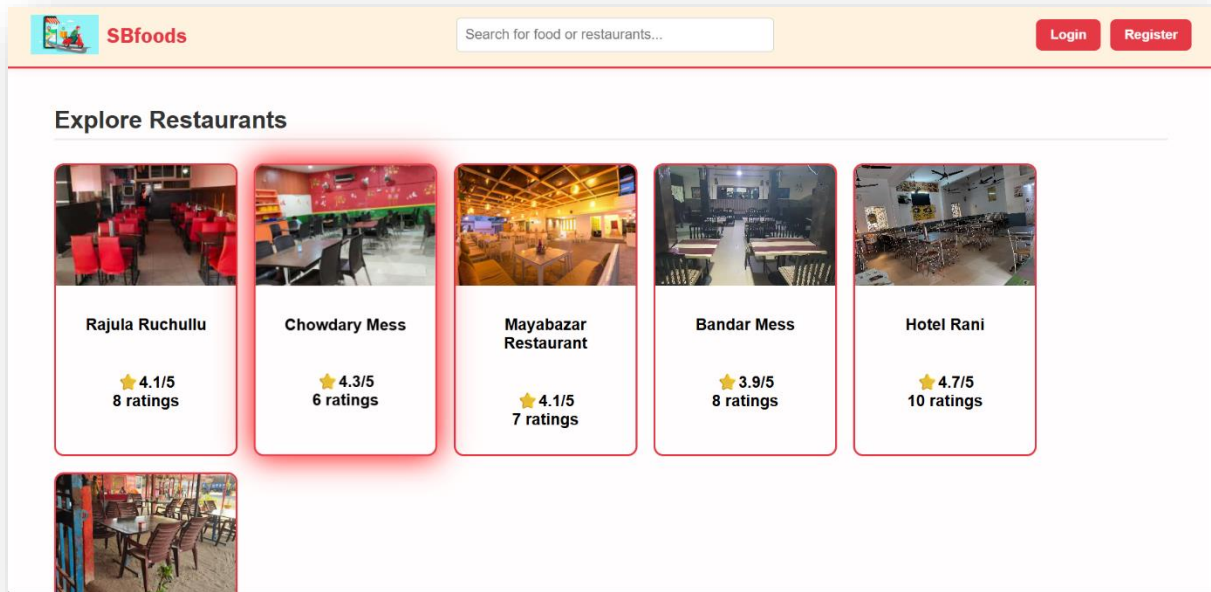 SBfoods
Search for food or restaurants...
Login
Register
Explore Restaurants
Rajula Ruchullu
4.1/5
8 ratings
Chowdary Mess
4.3/5
6 ratings
Mayabazar
Restaurant
4.1/5
7 ratings
Bandar Mess
3.9/5
8 ratings
Hotel Rani
4.7/5
10 ratings